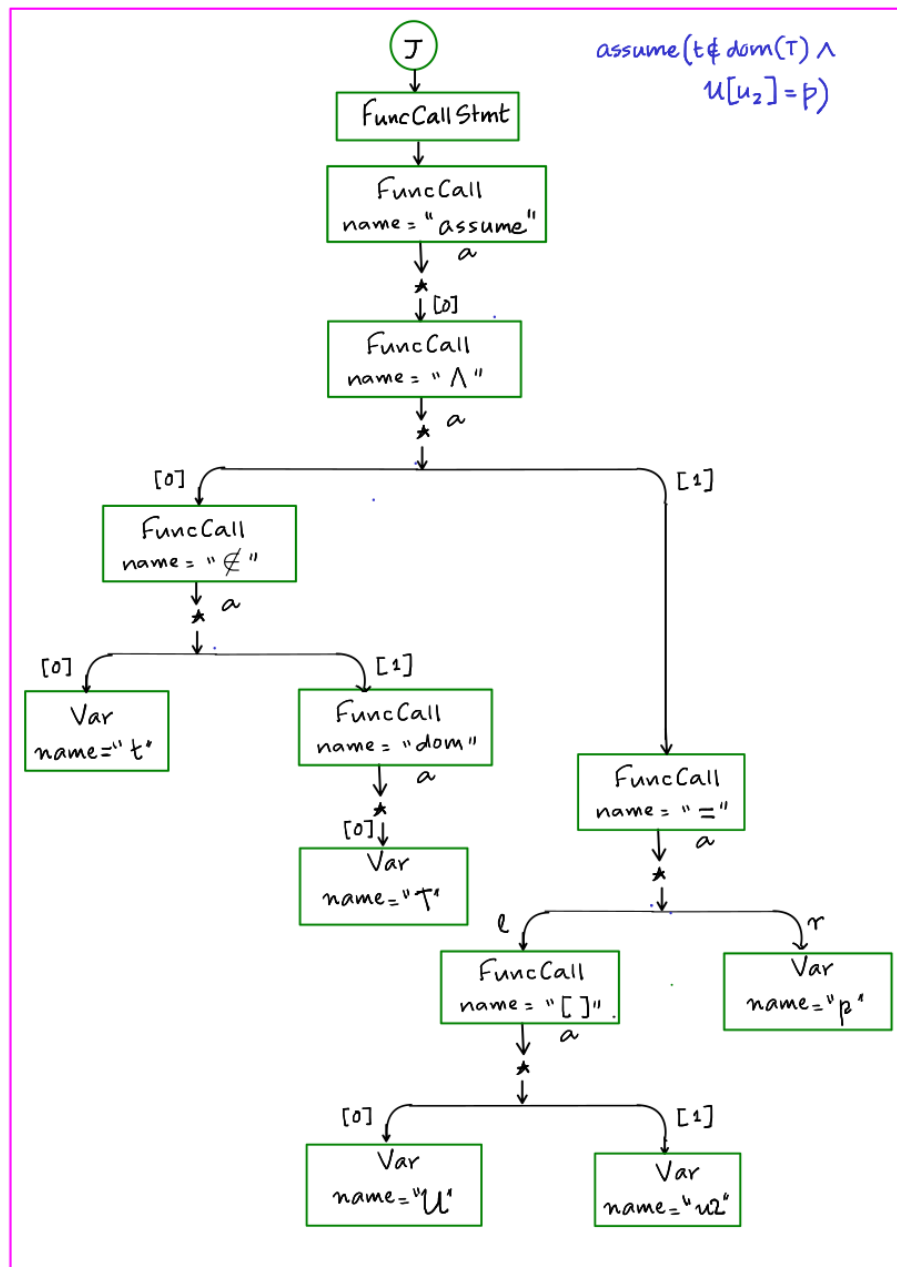 J
assume(t∉dom(T) ∧
U[u₂]=p)
FuncCallStmt
FuncCall
name="assume"
a
*
[0]
FuncCall
name="∧"
a
*
[0] [1]
FuncCall
name="∉"
a
*
[0] [1]
Var
name="t"
FuncCall
name="dom"
a
*
[0]
Var
name="T"
FuncCall
name="="
a
*
l r
FuncCall
name="[ ]"
a
*
Var
name="p"
[0] [1]
Var
name="U"
Var
name="u2"